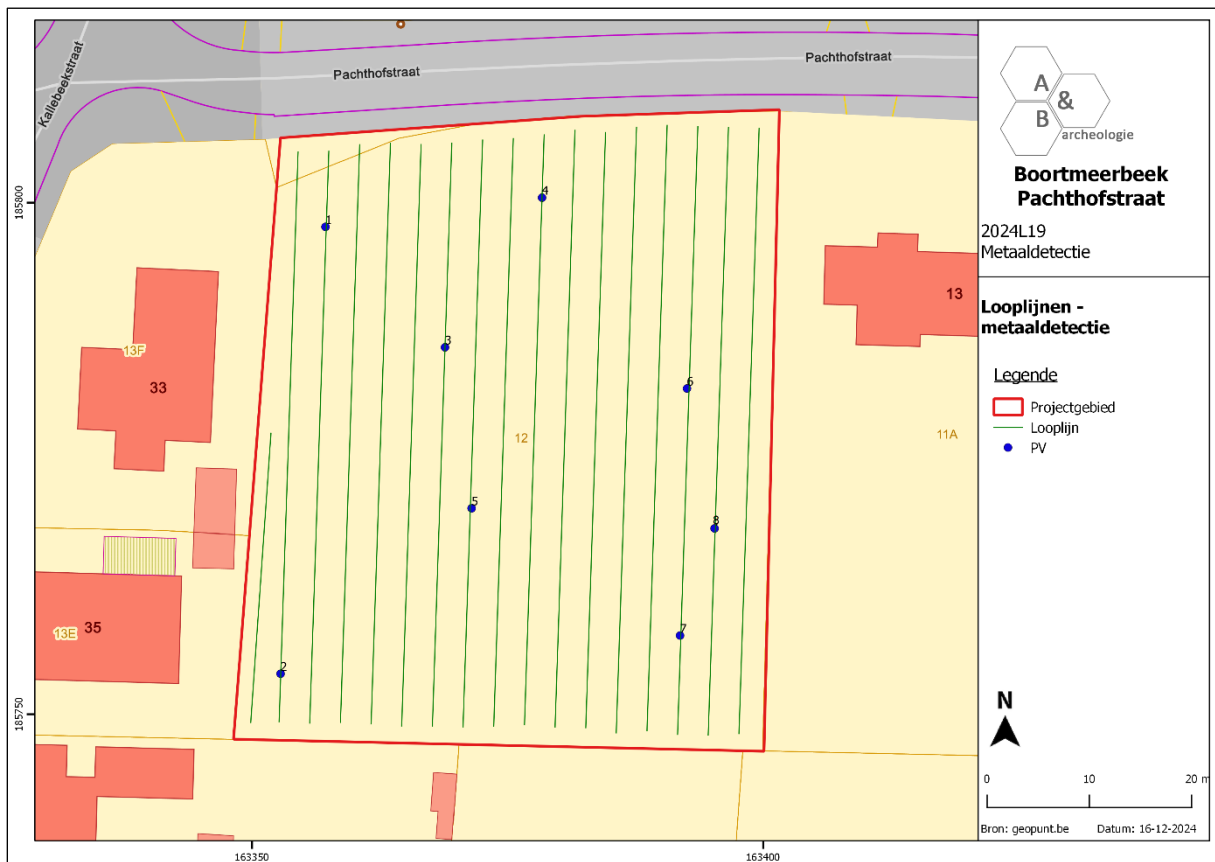 Kallebeekstraat
Pachthofstraat
Pachthofstraat
185800
185750
163350
163400
1
2
3
4
5
6
7
8
12
13
11A
13F
33
13E
35
A
&
B
archeologie
Boortmeerbeek
Pachthofstraat
2024L19
Metaaldetectie
Looplijnen -
metaaldetectie
Legende
Projectgebied
Looplijn
PV
N
0 10 20 m
Bron: geopunt.be Datum: 16-12-2024